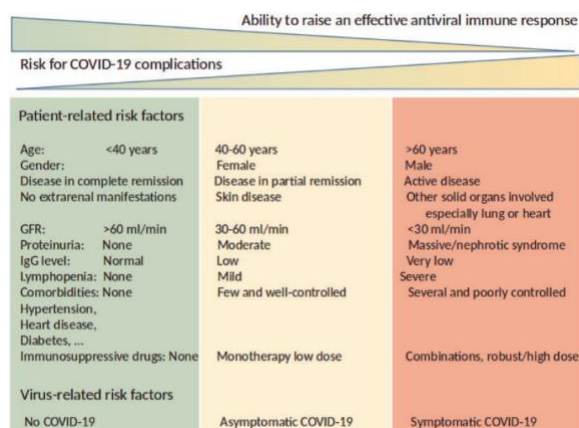 Ability to raise an effective antiviral immune response
Risk for COVID-19 complications
Patient-related risk factors
Age: <40 years 40-60 years >60 years
Gender: Female Male
Disease in complete remission Disease in partial remission Active disease
No extrarenal manifestations Skin disease Other solid organs involved
especially lung or heart
GFR: >60 ml/min 30-60 ml/min <30 ml/min
Proteinuria: None Moderate Massive/nephrotic syndrome
IgG level: Normal Low Very low
Lymphopenia: None Mild Severe
Comorbidities: None Few and well-controlled Several and poorly controlled
Hypertension,
Heart disease,
Diabetes, ...
Immunosuppressive drugs: None Monotherapy low dose Combinations, robust/high dose
Virus-related risk factors
No COVID-19 Asymptomatic COVID-19 Symptomatic COVID-19